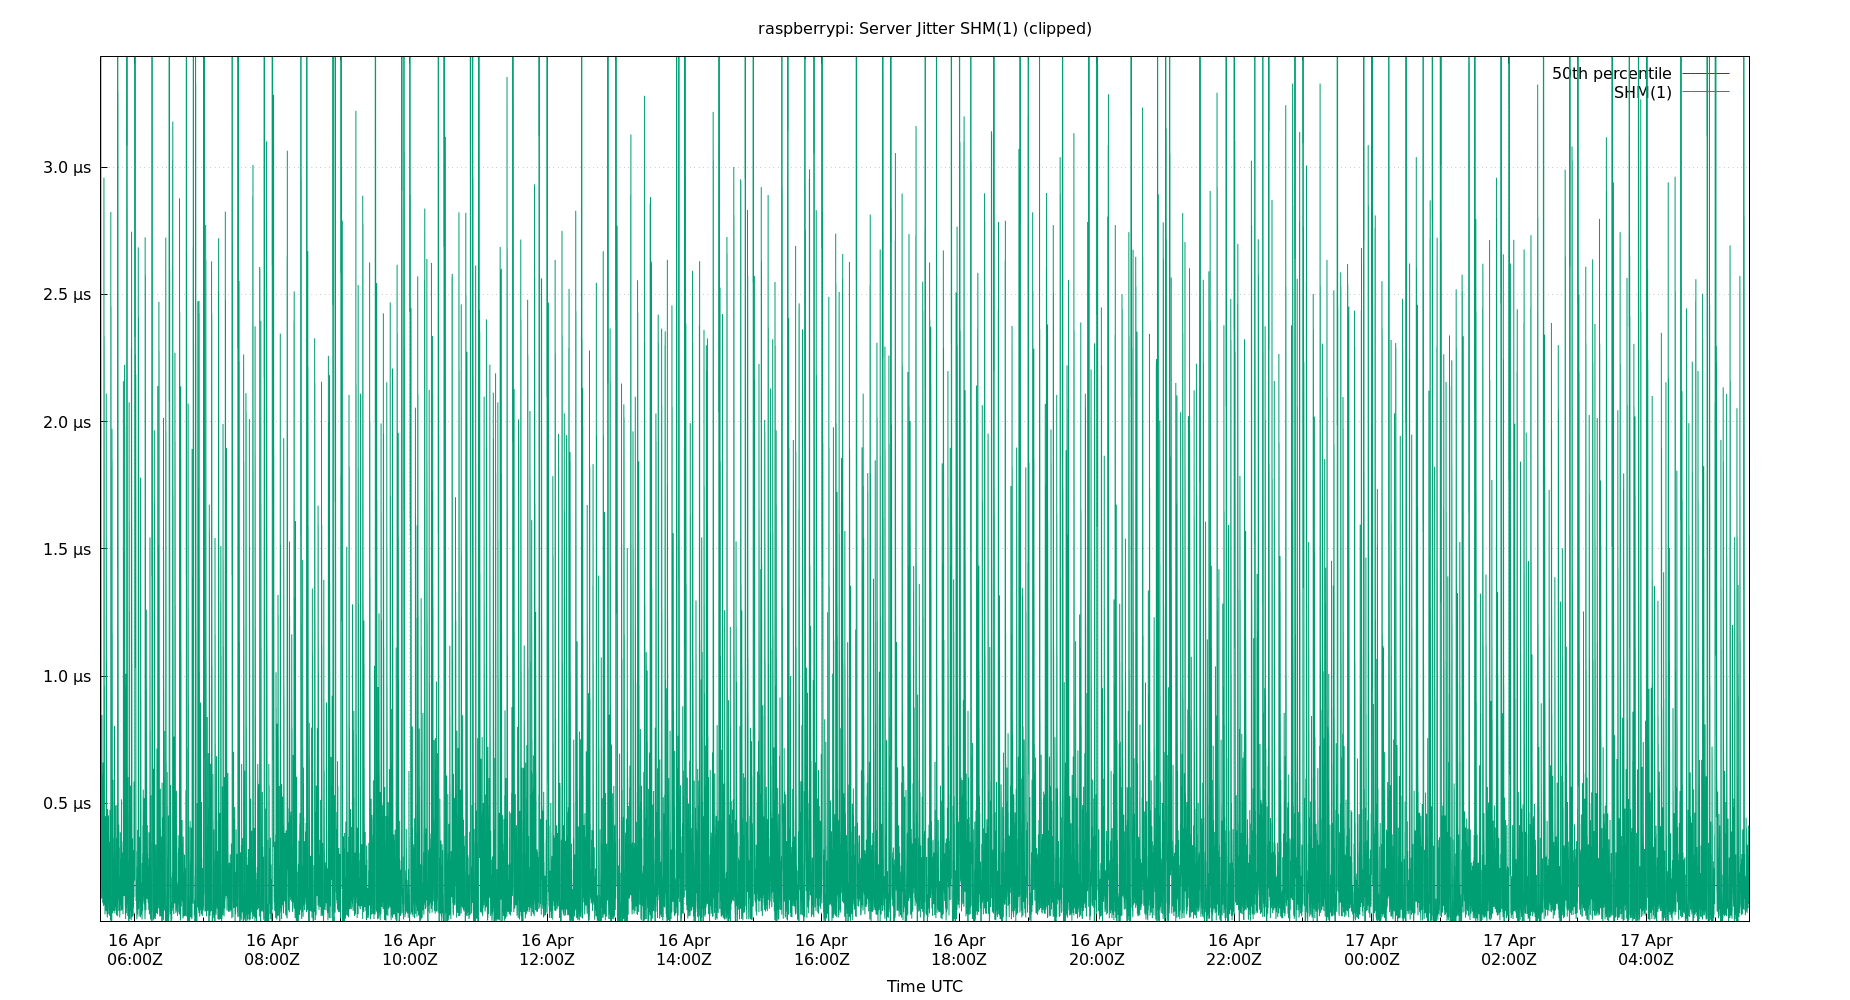 raspberrypi: Server Jitter SHM(1) (clipped)
50th percentile
SHM(1)
3.0 µs
2.5 µs
2.0 µs
1.5 µs
1.0 µs
0.5 µs
16 Apr 16 Apr 16 Apr 16 Apr 16 Apr 16 Apr 16 Apr 16 Apr 16 Apr 17 Apr 17 Apr 17 Apr
06:00Z 08:00Z 10:00Z 12:00Z 14:00Z 16:00Z 18:00Z 20:00Z 22:00Z 00:00Z 02:00Z 04:00Z
Time UTC